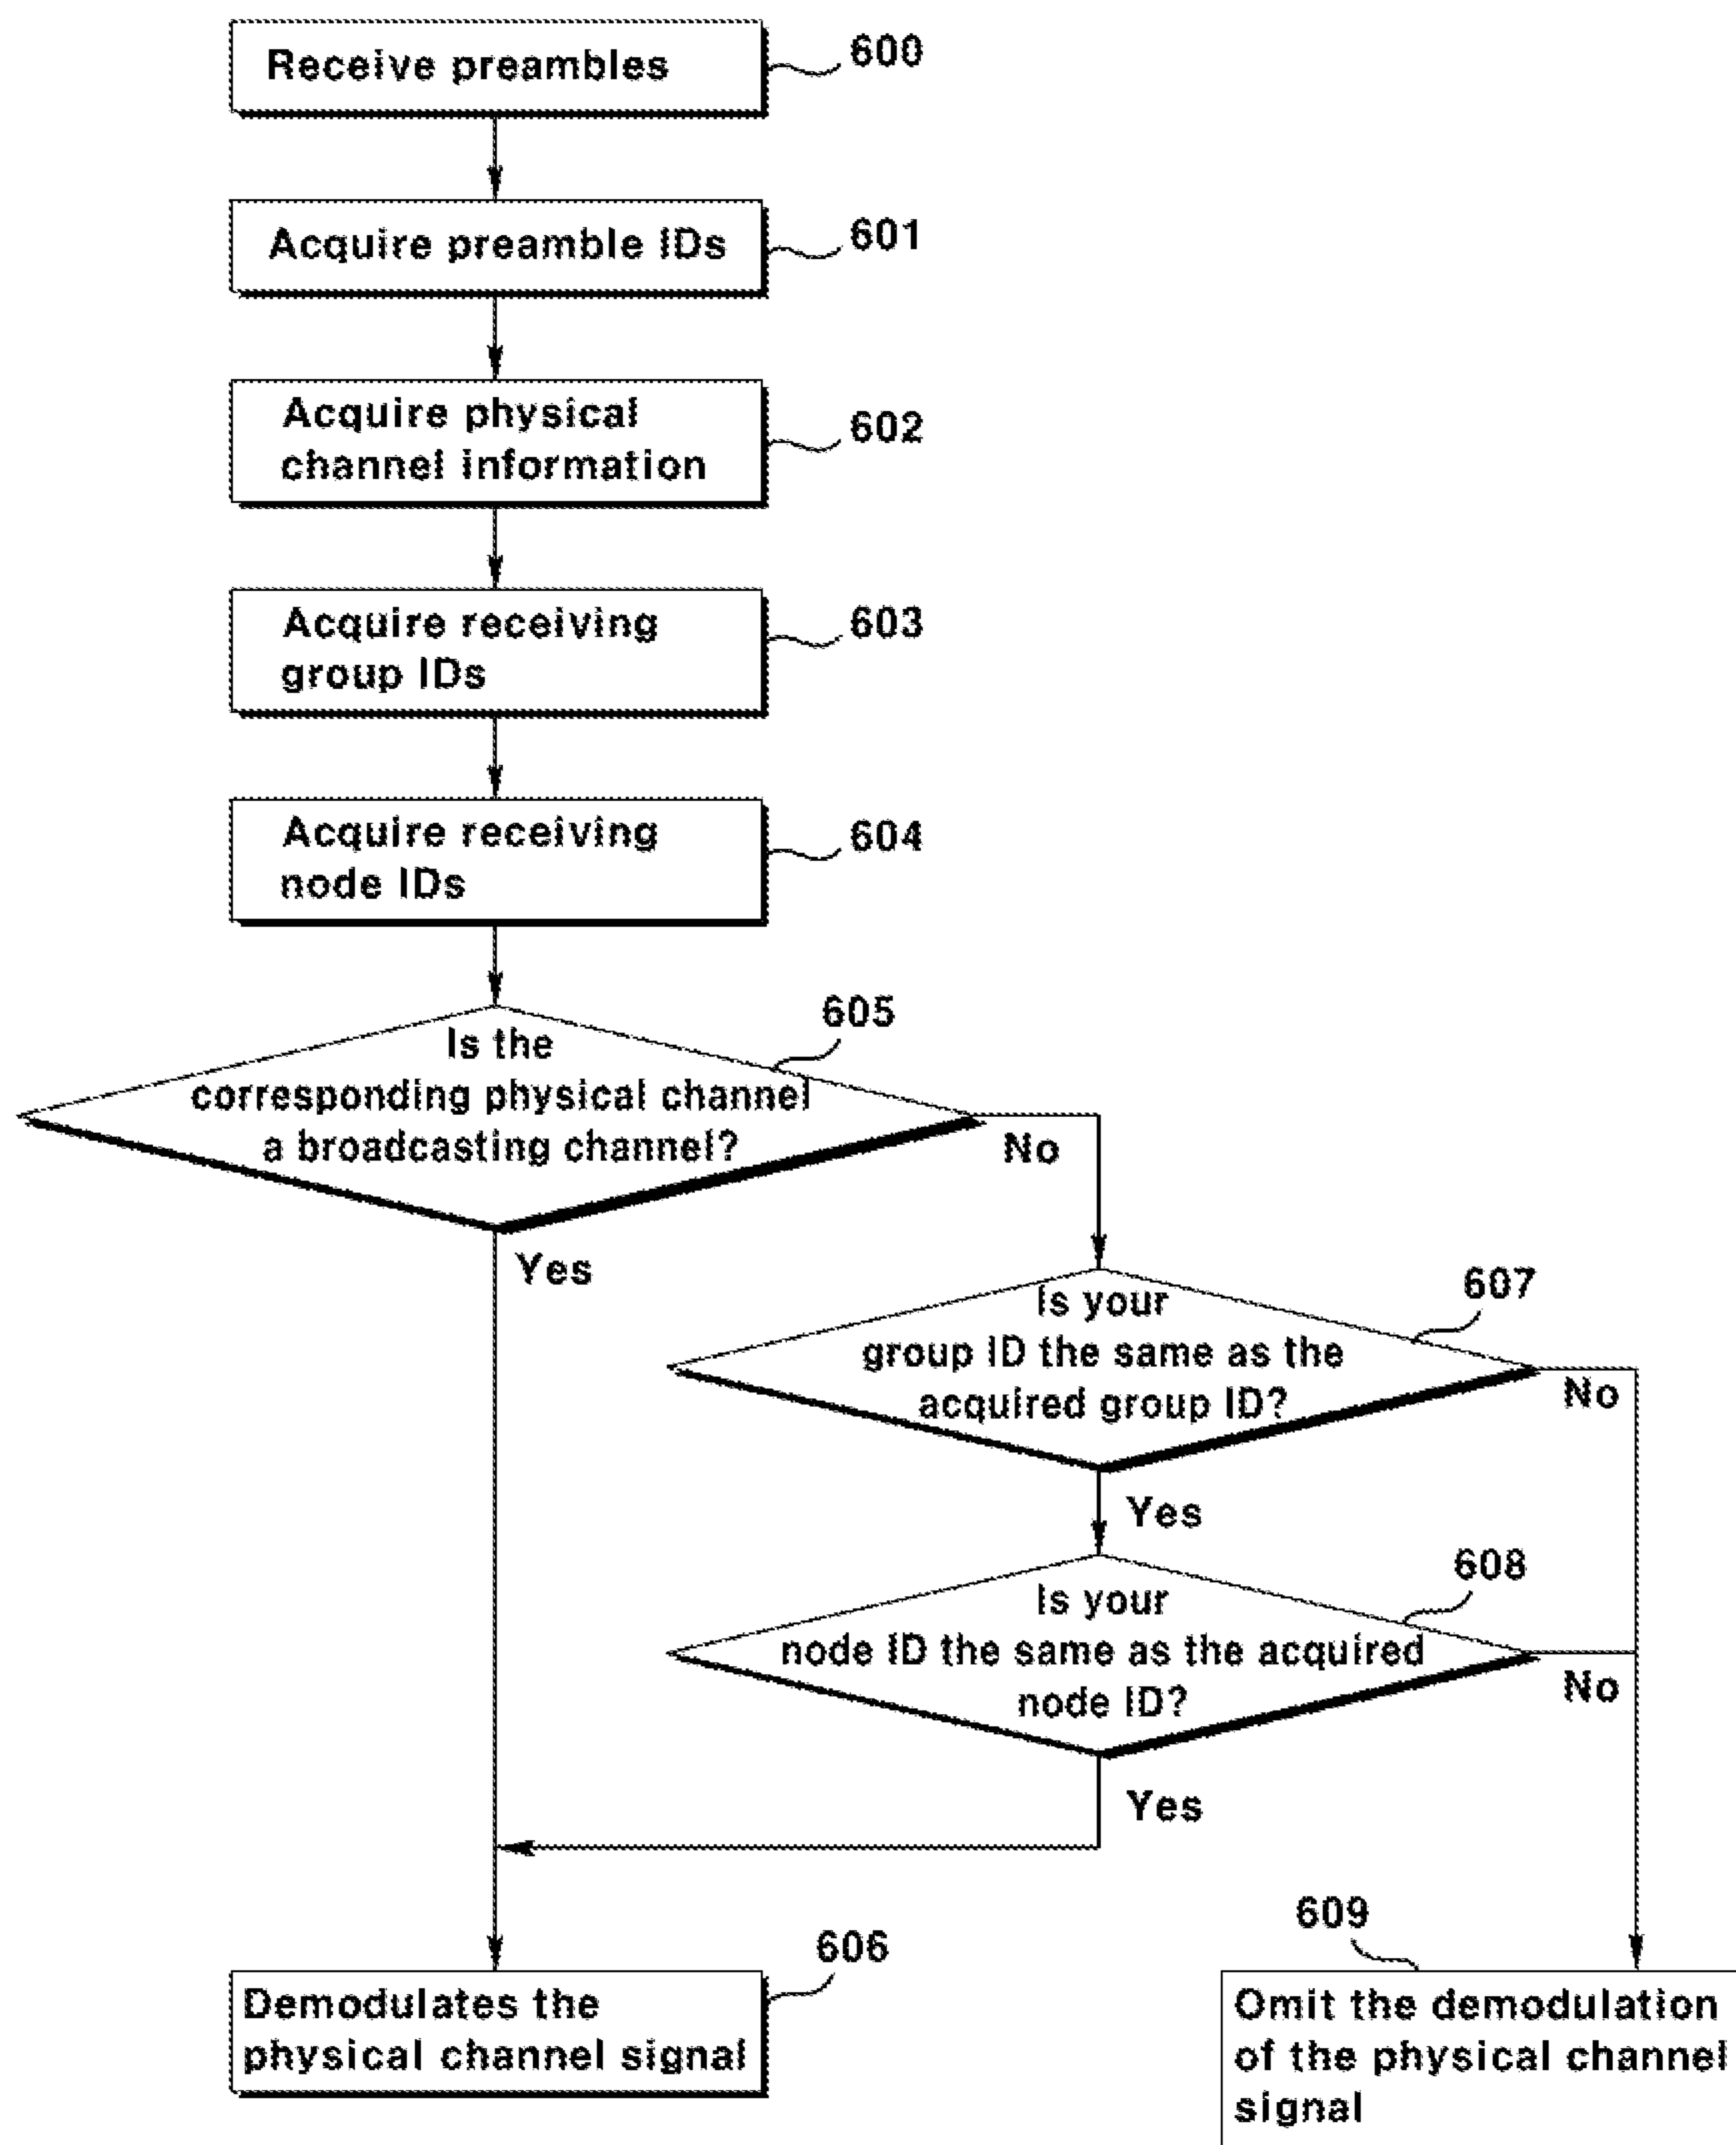 Receive preambles
600
Acquire preamble IDs
601
Acquire physical
channel information
602
Acquire receiving
group IDs
603
Acquire receiving
node IDs
604
605
Is the
corresponding physical channel
a broadcasting channel?
No
Yes
607
Is your
group ID the same as the
acquired group ID?
No
Yes
608
Is your
node ID the same as the acquired
node ID?
No
Yes
606
Demodulates the
physical channel signal
609
Omit the demodulation
of the physical channel
signal